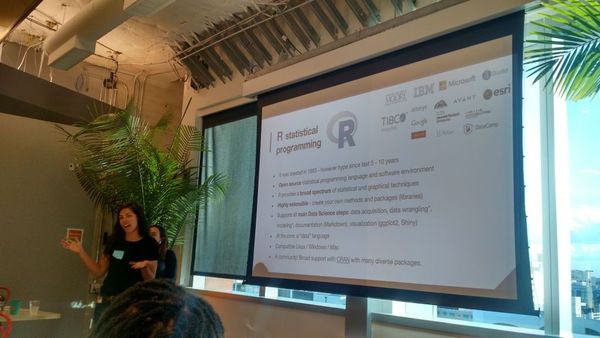 R statistical
programming
R
IBM
Microsoft
esri
TIBCO
Google
AVANT
DataCamp
It was created in 1993 - however hype since last 5 - 10 years
Open source statistical programming language and software environment
It provides a broad spectrum of statistical and graphical techniques
Highly extensible - create your own methods and packages (libraries)
Supports all main Data Science steps: data acquisition, data wrangling",
modeling", documentation (Markdown), visualization (ggplot2, Shiny)
At the core, a "data" language
Compatible Linux / Windows / Mac
A community! Broad support with CRAN with many diverse packages.